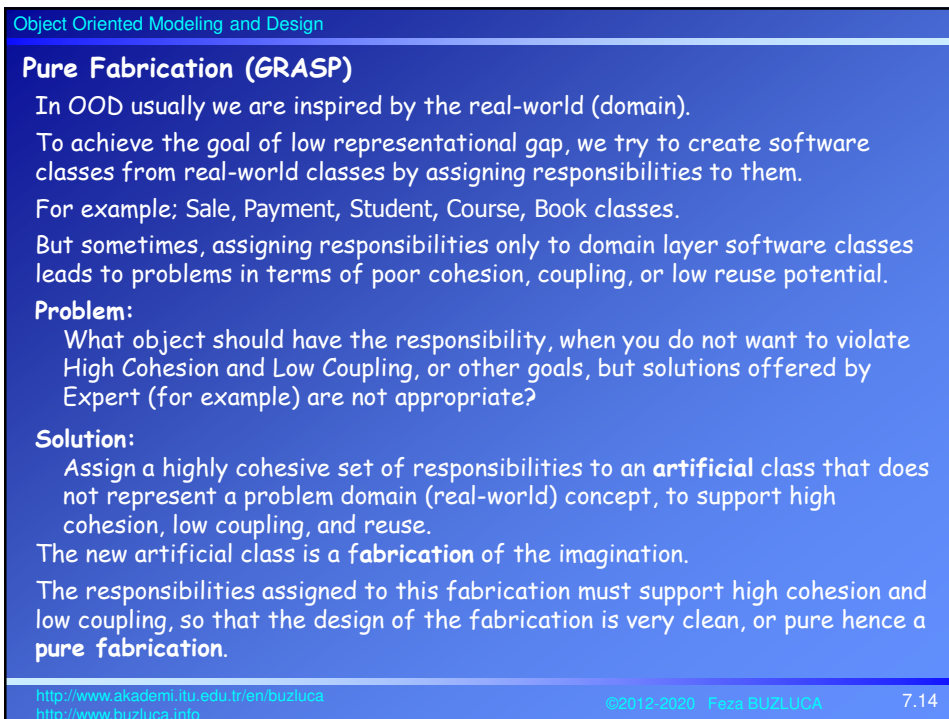 Object Oriented Modeling and Design
Pure Fabrication (GRASP)
In OOD usually we are inspired by the real-world (domain).
To achieve the goal of low representational gap, we try to create software
classes from real-world classes by assigning responsibilities to them.
For example; Sale, Payment, Student, Course, Book classes.
But sometimes, assigning responsibilities only to domain layer software classes
leads to problems in terms of poor cohesion, coupling, or low reuse potential.
Problem:
What object should have the responsibility, when you do not want to violate
High Cohesion and Low Coupling, or other goals, but solutions offered by
Expert (for example) are not appropriate?
Solution:
Assign a highly cohesive set of responsibilities to an artificial class that does
not represent a problem domain (real-world) concept, to support high
cohesion, low coupling, and reuse.
The new artificial class is a fabrication of the imagination.
The responsibilities assigned to this fabrication must support high cohesion and
low coupling, so that the design of the fabrication is very clean, or pure hence a
pure fabrication.
http://www.akademi.itu.edu.tr/en/buzluca
http://www.buzluca.info
©2012-2020 Feza BUZLUCA
7.14